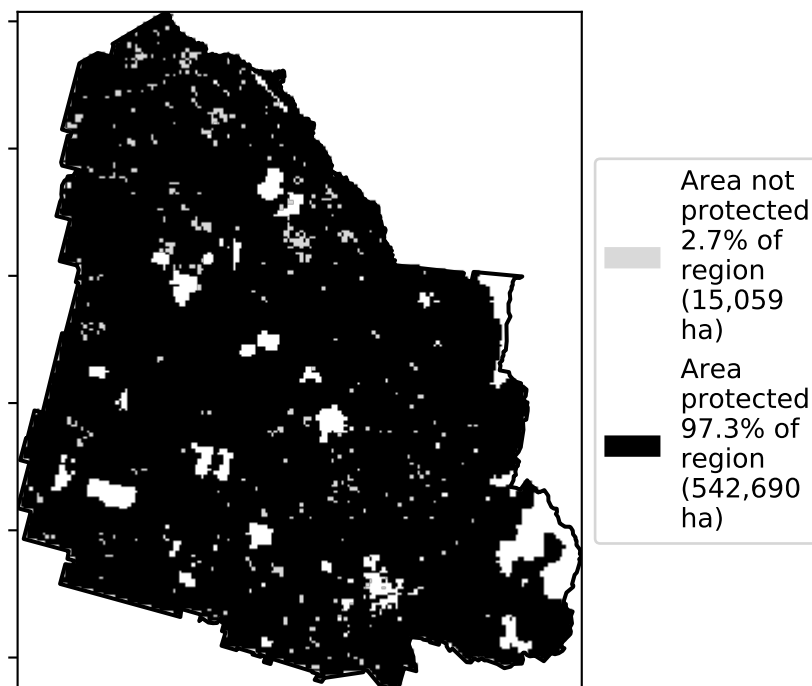 Area not
protected
2.7% of
region
(15,059
ha)
Area
protected
97.3% of
region
(542,690
ha)